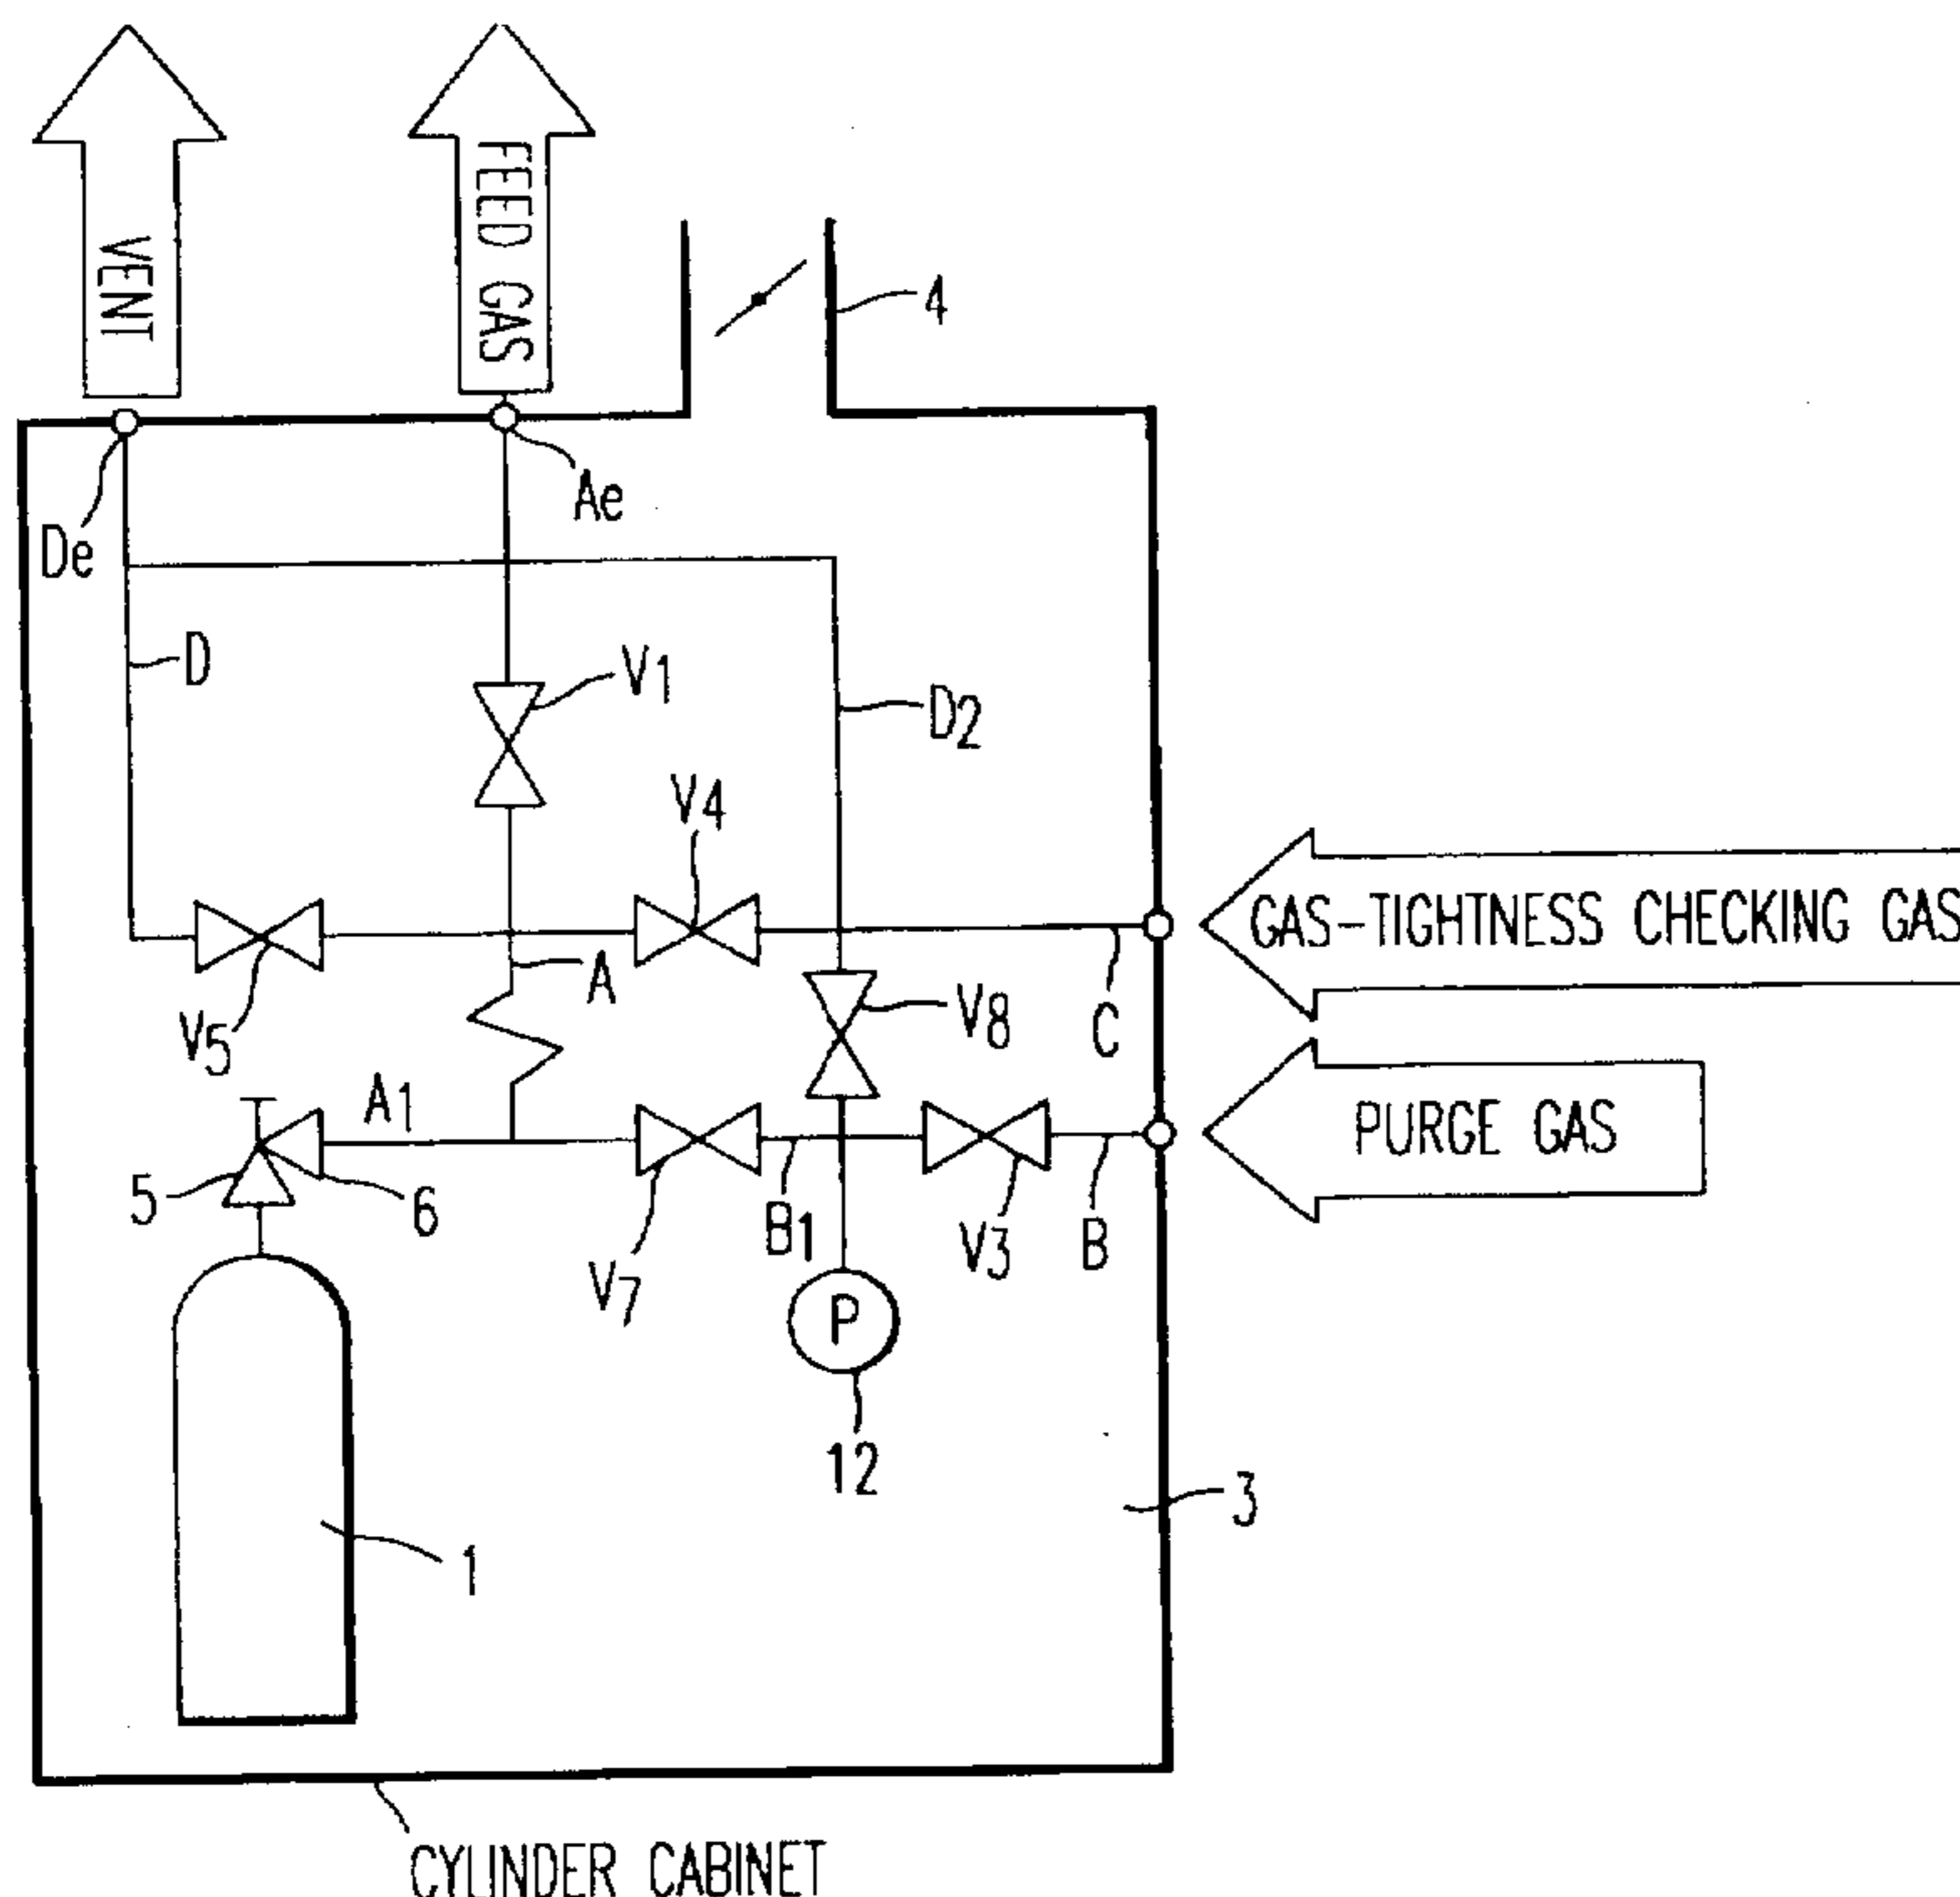 VENT
FEED GAS
4
Ae
De
D
V1
D2
V4
GAS-TIGHTNESS CHECKING GAS
A
V8
C
V5
A1
PURGE GAS
5
6
B1
V3
B
V7
P
12
3
1
CYLINDER CABINET